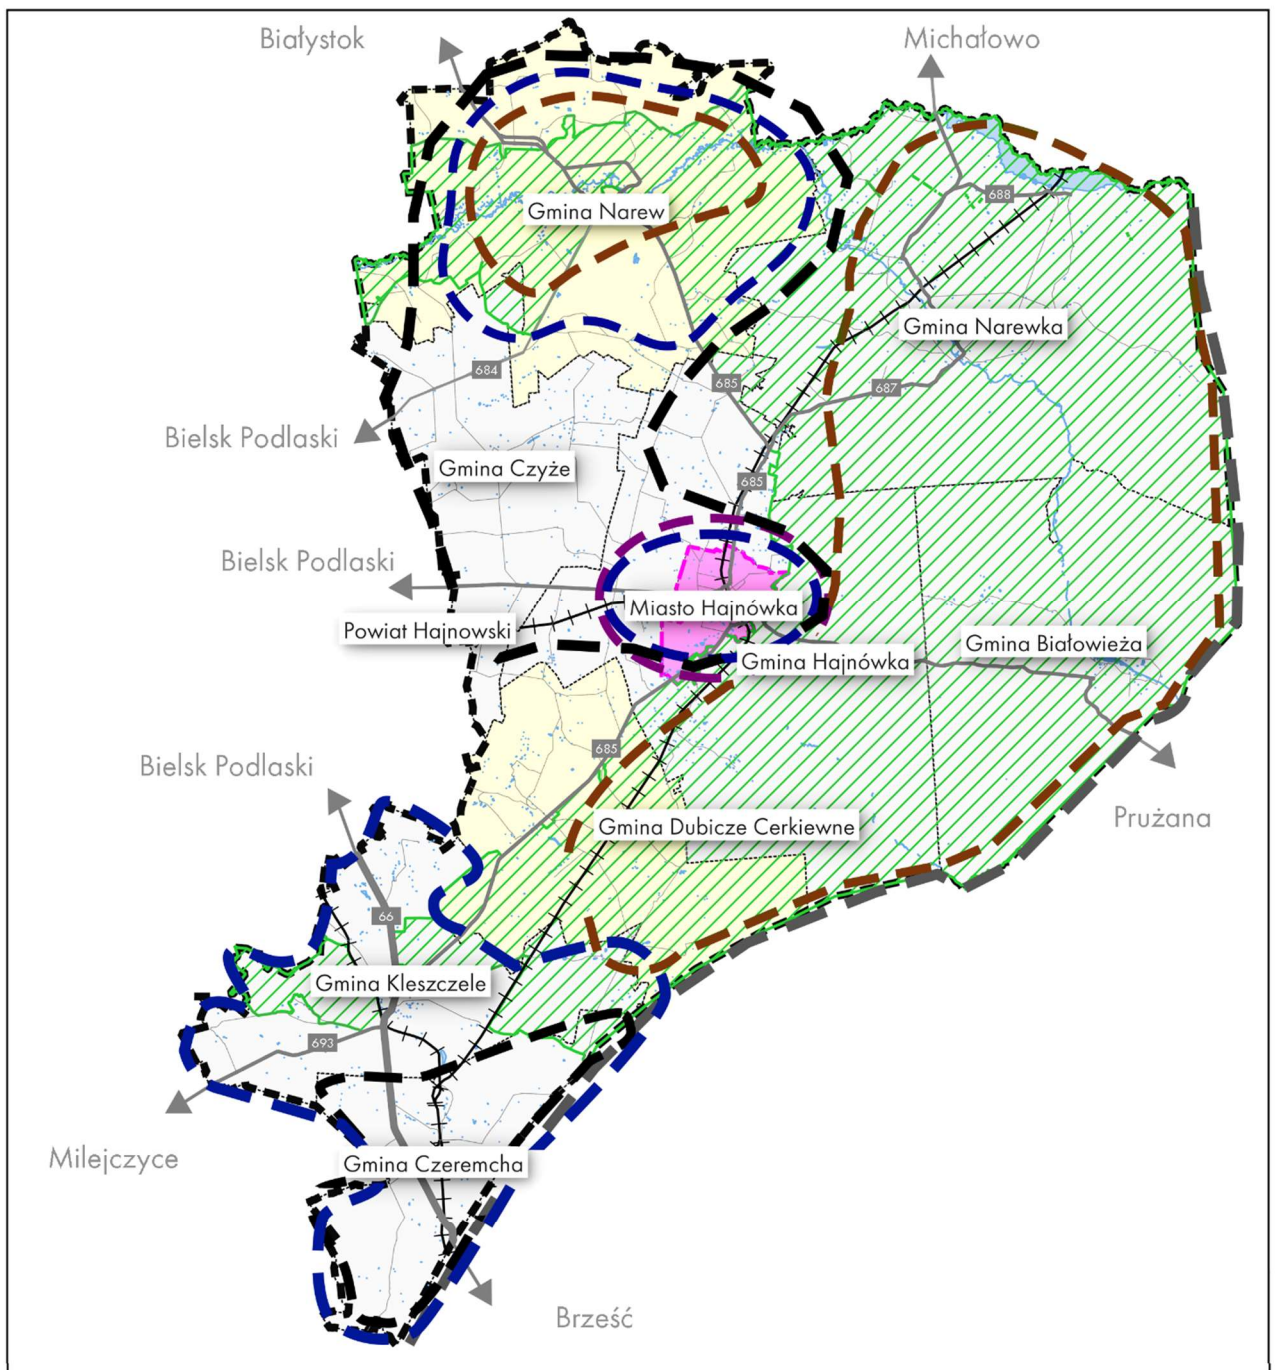 Białystok
Michałowo
688
Gmina Narew
Gmina Narewka
684
685
687
Bielsk Podlaski
Gmina Czyże
685
Bielsk Podlaski
Miasto Hajnówka
Powiat Hajnowski
Gmina Białowieża
Gmina Hajnówka
685
Bielsk Podlaski
Prużana
Gmina Dubicze Cerkiewne
66
Gmina Kleszczele
693
Milejczyce
Gmina Czeremcha
Brześć